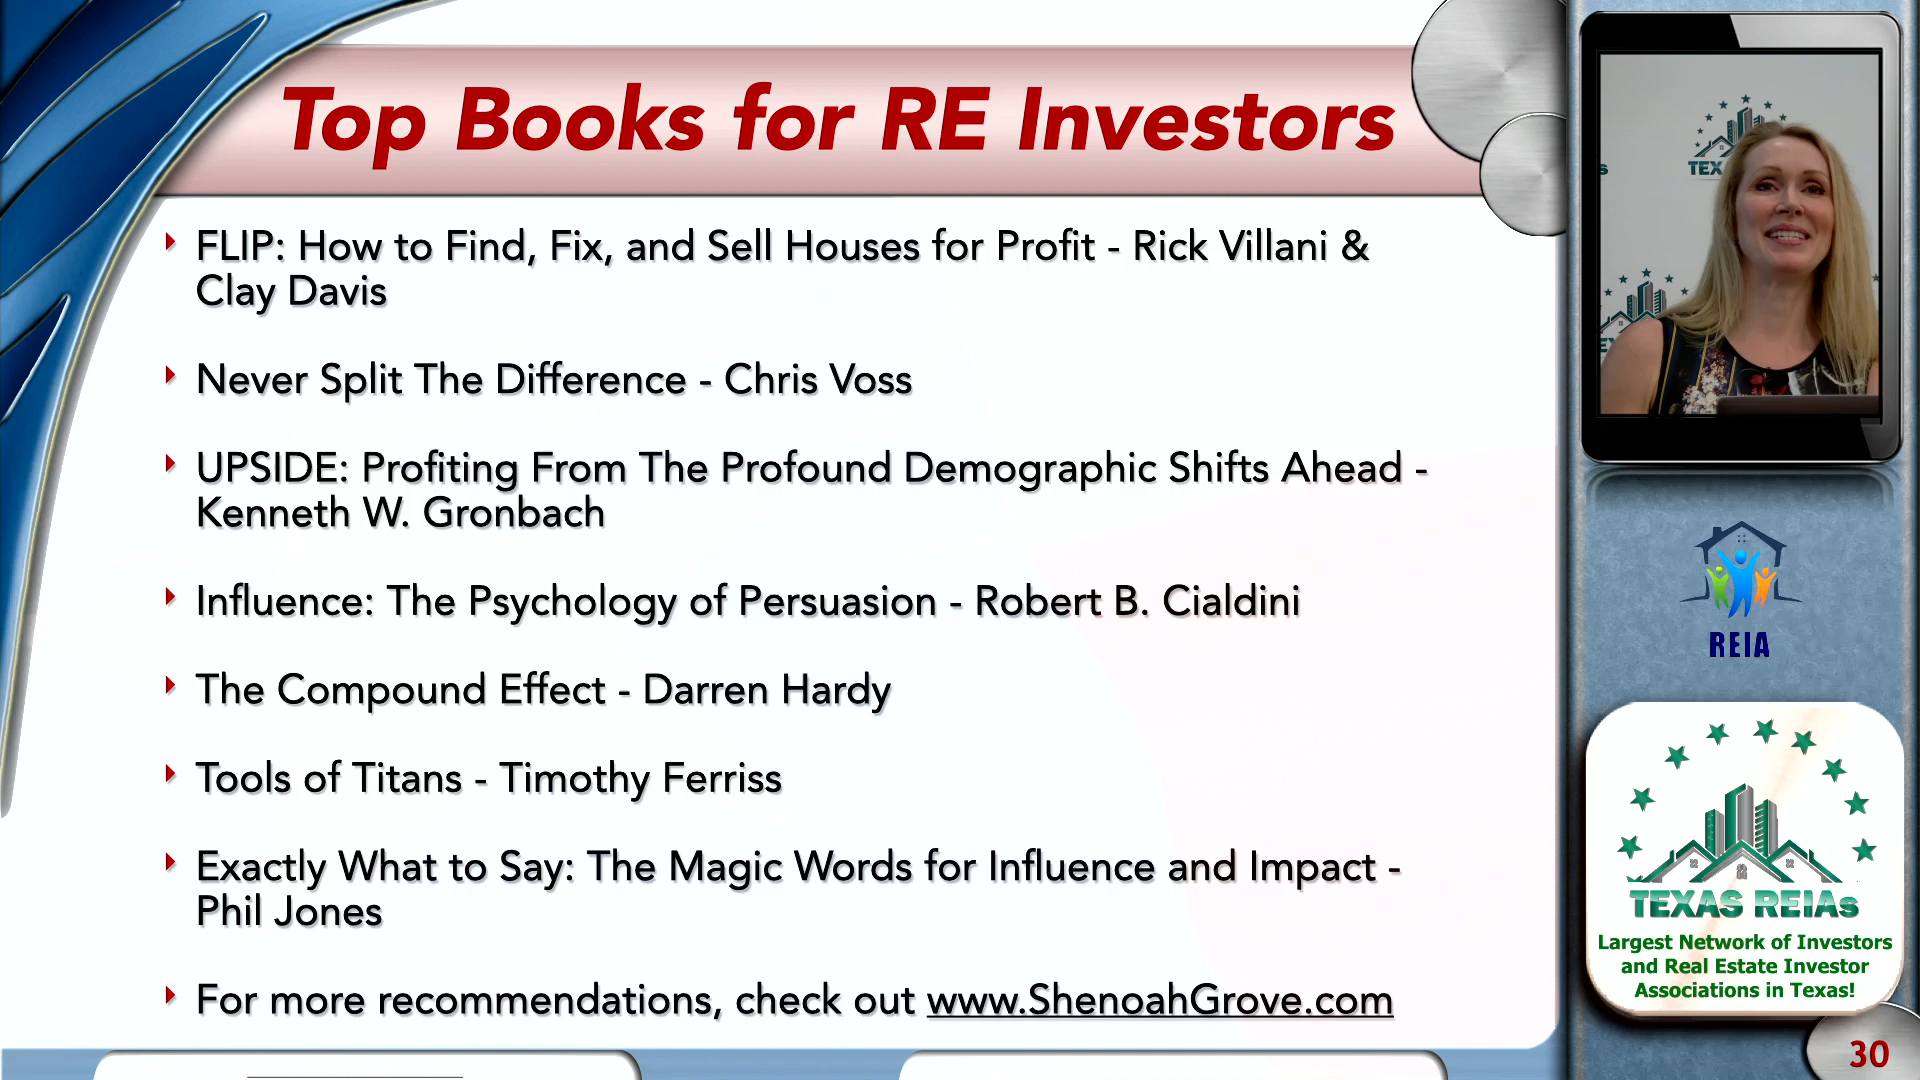 Top Books for RE Investors
FLIP: How to Find, Fix, and Sell Houses for Profit - Rick Villani &
Clay Davis
Never Split The Difference - Chris Voss
UPSIDE: Profiting From The Profound Demographic Shifts Ahead -
Kenneth W. Gronbach
Influence: The Psychology of Persuasion - Robert B. Cialdini
The Compound Effect - Darren Hardy
Tools of Titans - Timothy Ferriss
Exactly What to Say: The Magic Words for Influence and Impact -
Phil Jones
For more recommendations, check out www.ShenoahGrove.com
TEX
REIA
TEXAS REIAs
Largest Network of Investors
and Real Estate Investor
Associations in Texas!
30